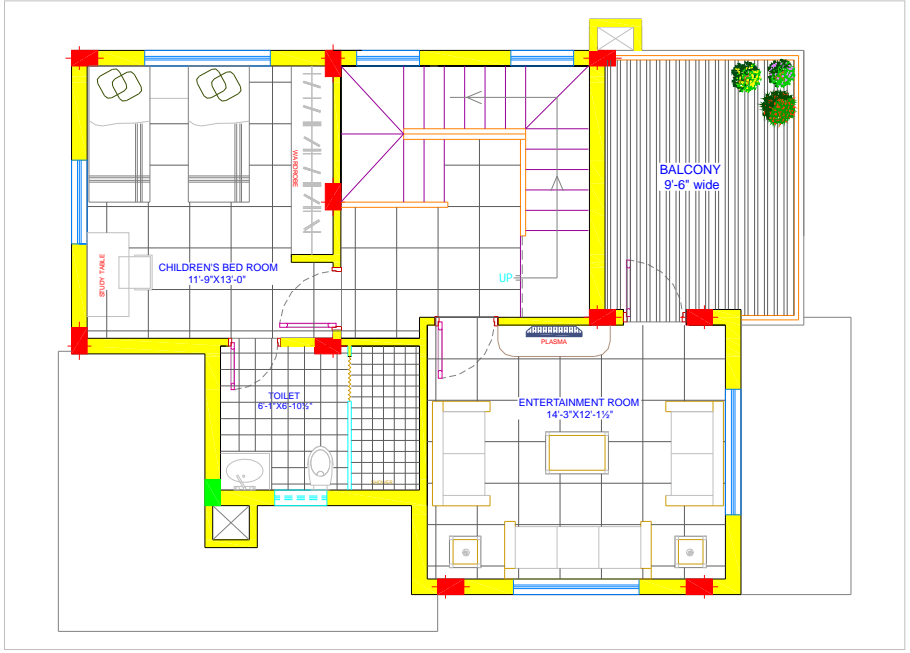 BALCONY
9'-6" wide
WARDROBE
CHILDREN'S BED ROOM
11'-9"X13'-0"
STUDY TABLE
UP
PLASMA
TOILET
6'-1"X6'-10½"
ENTERTAINMENT ROOM
14'-3"X12'-1½"
SHOWER